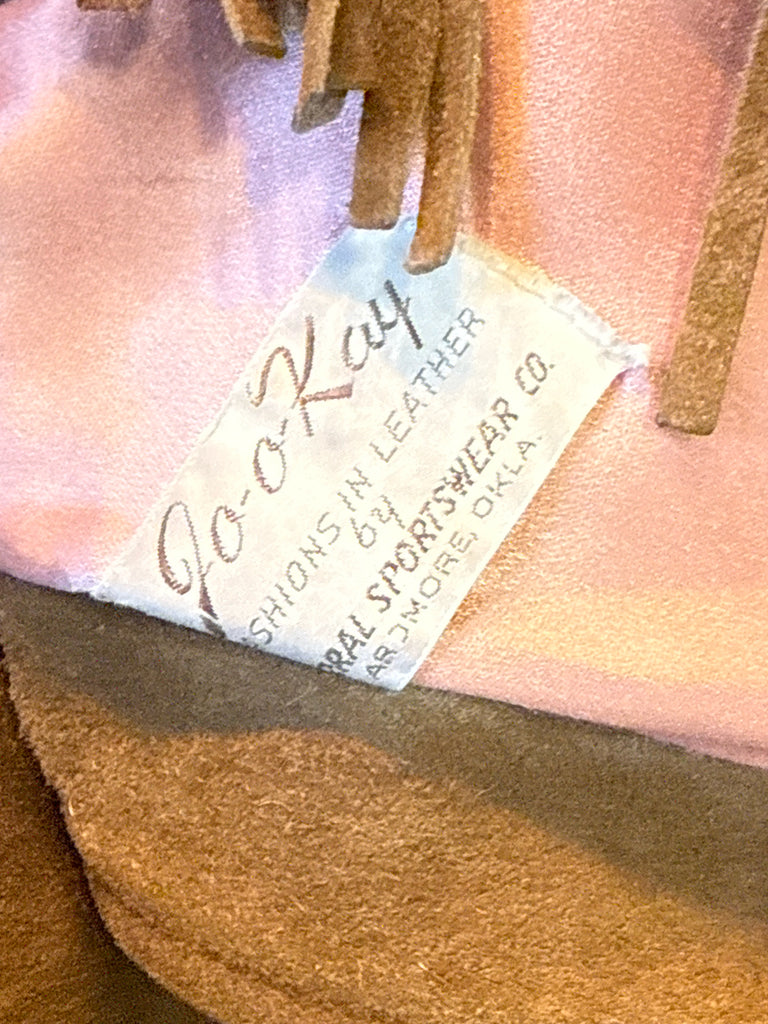 Jo-o-Kay
SHIONS IN LEATHER
by
RAL SPORTSWEAR CO.
ARDMORE, OKLA.